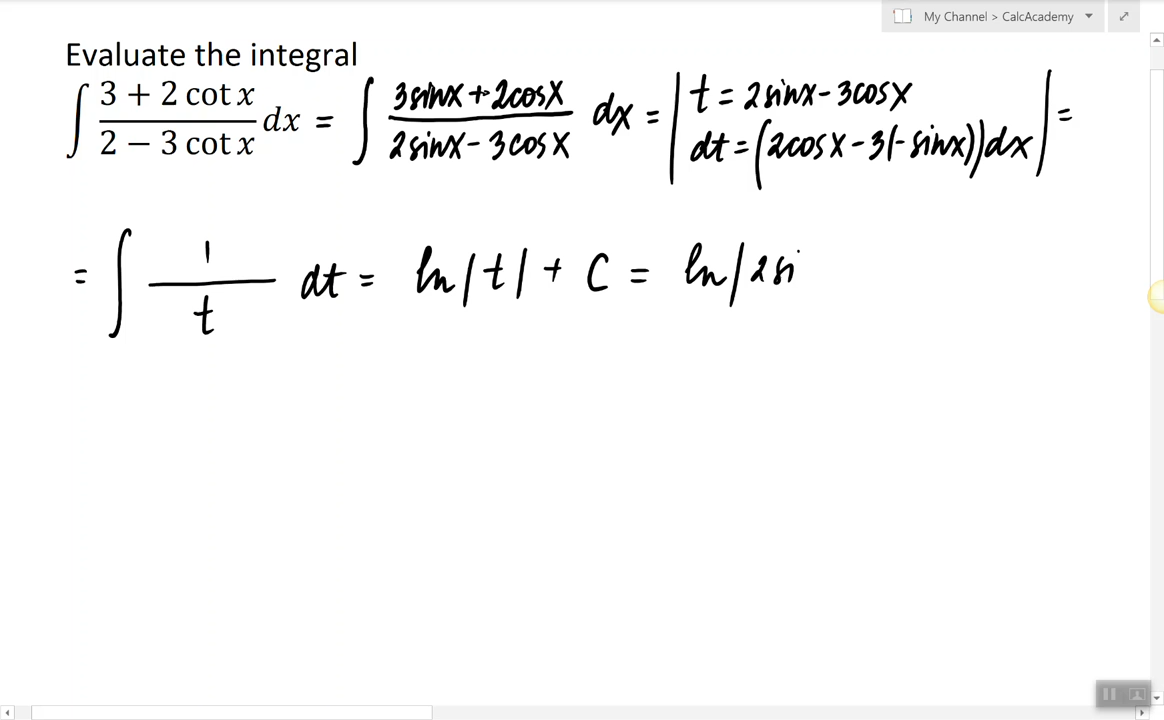 My Channel > CalcAcademy
Evaluate the integral
∫ (3 + 2 cot x)/(2 − 3 cot x) dx = ∫ (3sinx + 2cosx)/(2sinx − 3cosx) dx = | t = 2sinx − 3cosx
dt = (2cosx − 3(−sinx))dx | =
= ∫ 1/t dt = ln|t| + C = ln|2si